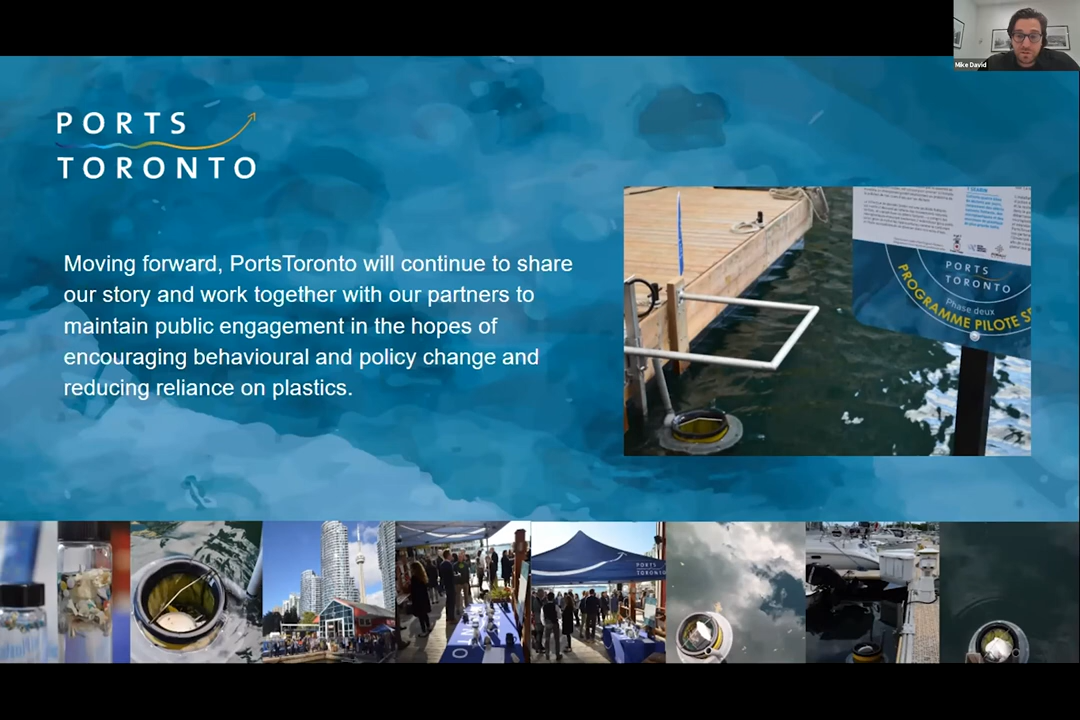 Mike David
PORTS
TORONTO
Moving forward, PortsToronto will continue to share
our story and work together with our partners to
maintain public engagement in the hopes of
encouraging behavioural and policy change and
reducing reliance on plastics.
PORTS
TORONTO
Phase deux
PROGRAMME PILOTE
PORTS
TORONTO